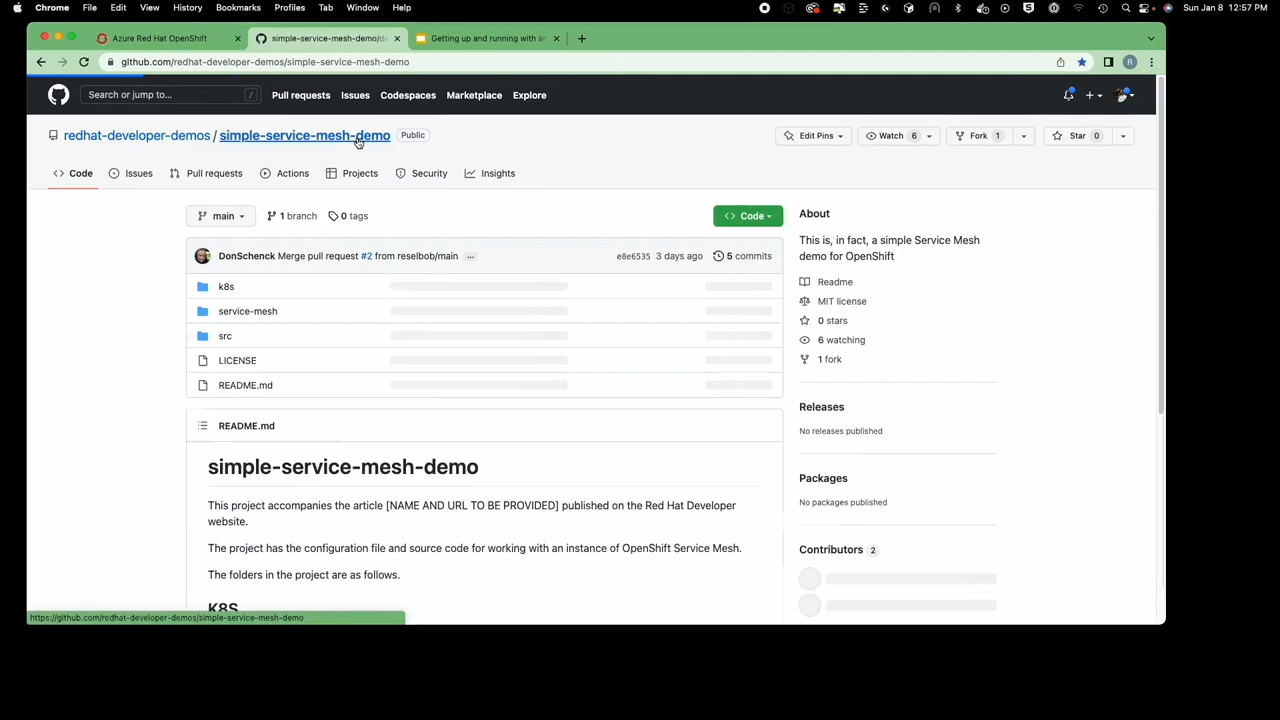 Chrome File Edit View History Bookmarks Profiles Tab Window Help Sun Jan 8 12:57 PM
Azure Red Hat OpenShift simple-service-mesh-demo/d Getting up and running with an
github.com/redhat-developer-demos/simple-service-mesh-demo
Search or jump to... / Pull requests Issues Codespaces Marketplace Explore
redhat-developer-demos / simple-service-mesh-demo Public Edit Pins Watch 6 Fork 1 Star 0
Code Issues Pull requests Actions Projects Security Insights
main 1 branch 0 tags Code
DonSchenck Merge pull request #2 from reselbob/main ... e8e6535 3 days ago 5 commits
k8s
service-mesh
src
LICENSE
README.md
README.md
simple-service-mesh-demo
This project accompanies the article [NAME AND URL TO BE PROVIDED] published on the Red Hat Developer
website.
The project has the configuration file and source code for working with an instance of OpenShift Service Mesh.
The folders in the project are as follows.
K8S
About
This is, in fact, a simple Service Mesh
demo for OpenShift
Readme
MIT license
0 stars
6 watching
1 fork
Releases
No releases published
Packages
No packages published
Contributors 2
https://github.com/redhat-developer-demos/simple-service-mesh-demo